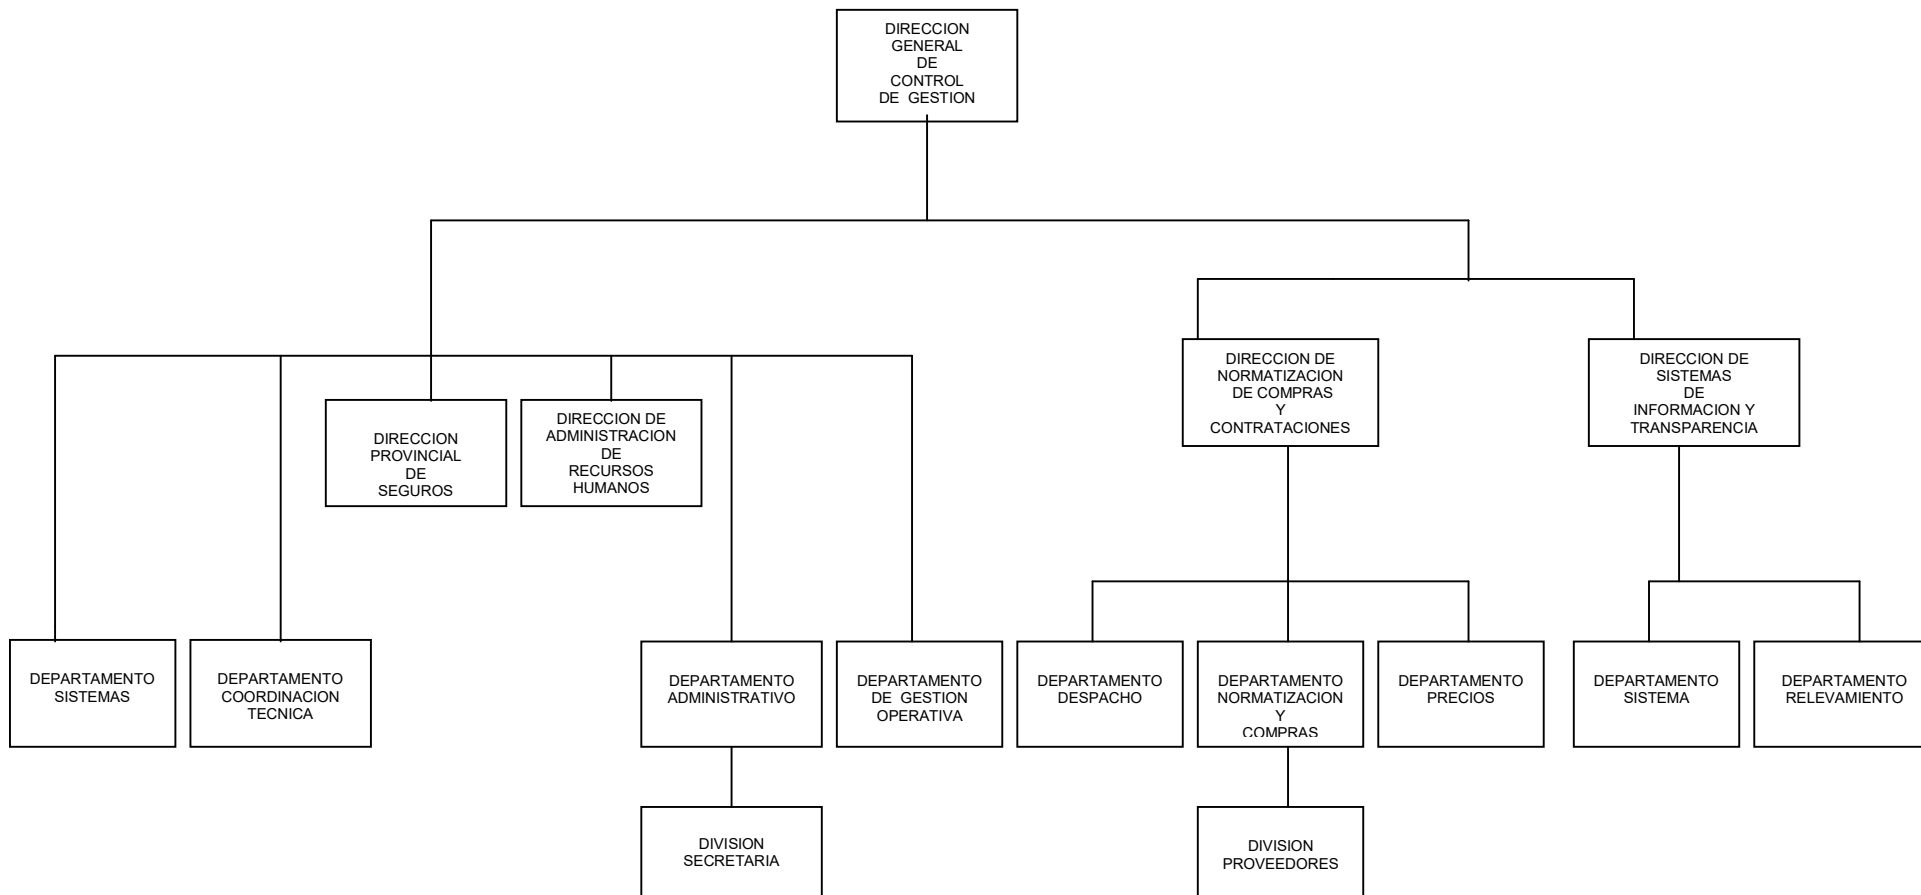 DIRECCION
GENERAL
DE
CONTROL
DE GESTION
DIRECCION
PROVINCIAL
DE
SEGUROS
DIRECCION DE
ADMINISTRACION
DE
RECURSOS
HUMANOS
DIRECCION DE
NORMATIZACION
DE COMPRAS
Y
CONTRATACIONES
DIRECCION DE
SISTEMAS
DE
INFORMACION Y
TRANSPARENCIA
DEPARTAMENTO
SISTEMAS
DEPARTAMENTO
COORDINACION
TECNICA
DEPARTAMENTO
ADMINISTRATIVO
DEPARTAMENTO
DE GESTION
OPERATIVA
DEPARTAMENTO
DESPACHO
DEPARTAMENTO
NORMATIZACION
Y
COMPRAS
DEPARTAMENTO
PRECIOS
DEPARTAMENTO
SISTEMA
DEPARTAMENTO
RELEVAMIENTO
DIVISION
SECRETARIA
DIVISION
PROVEEDORES